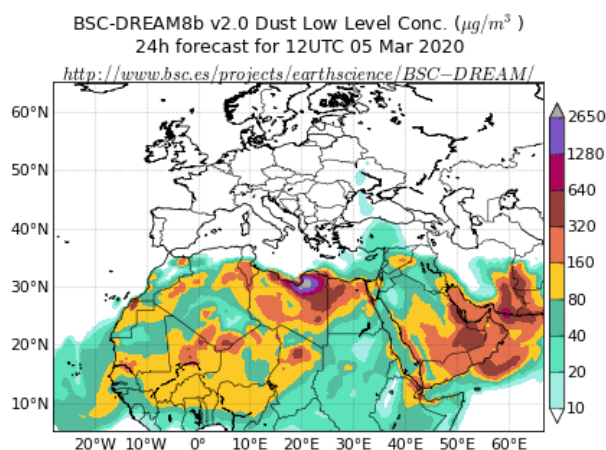 BSC-DREAM8b v2.0 Dust Low Level Conc. (μg/m³ )
24h forecast for 12UTC 05 Mar 2020
http://www.bsc.es/projects/earthscience/BSC−DREAM/
60°N
50°N
40°N
30°N
20°N
10°N
20°W 10°W 0° 10°E 20°E 30°E 40°E 50°E 60°E
2650
1280
640
320
160
80
40
20
10